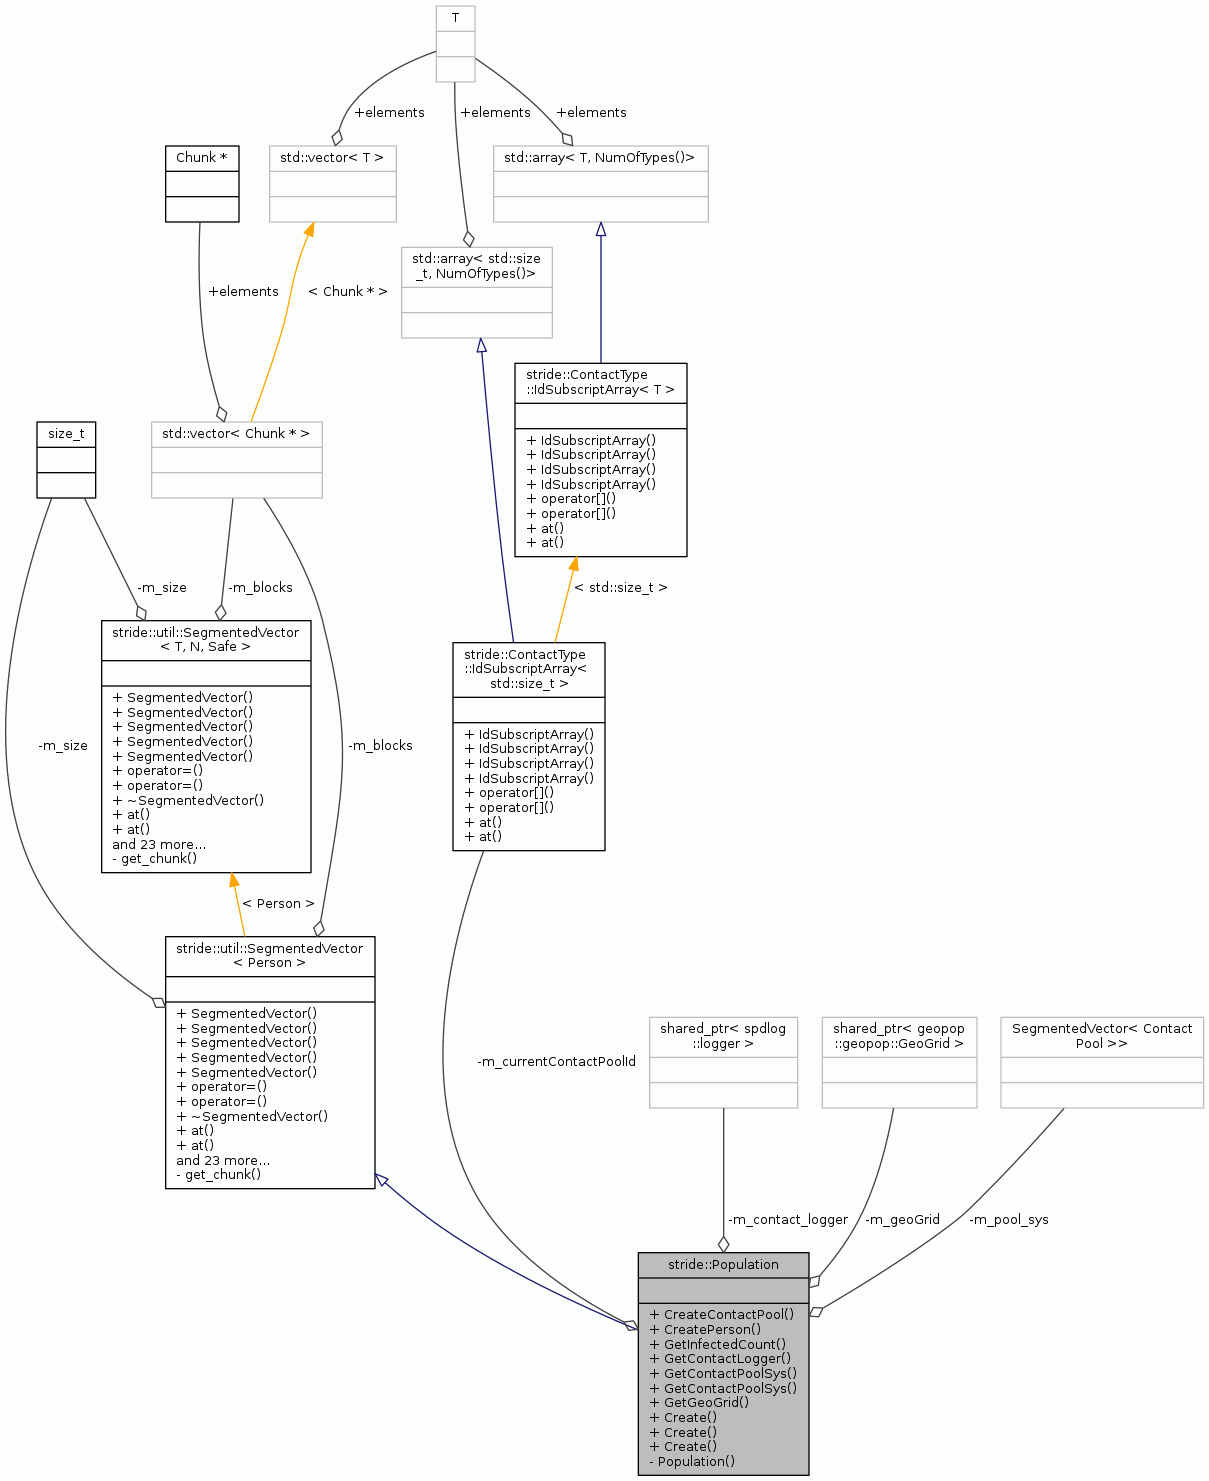 T
+elements
+elements
+elements
Chunk *
std::vector< T >
std::array< T, NumOfTypes()>
std::array< std::size
_t, NumOfTypes()>
+elements
< Chunk * >
stride::ContactType
::IdSubscriptArray< T >
+ IdSubscriptArray()
+ IdSubscriptArray()
+ IdSubscriptArray()
+ IdSubscriptArray()
+ operator[]()
+ operator[]()
+ at()
+ at()
size_t
std::vector< Chunk * >
-m_size
-m_blocks
< std::size_t >
stride::util::SegmentedVector
< T, N, Safe >
+ SegmentedVector()
+ SegmentedVector()
+ SegmentedVector()
+ SegmentedVector()
+ SegmentedVector()
+ operator=()
+ operator=()
+ ~SegmentedVector()
+ at()
+ at()
and 23 more...
- get_chunk()
stride::ContactType
::IdSubscriptArray<
std::size_t >
+ IdSubscriptArray()
+ IdSubscriptArray()
+ IdSubscriptArray()
+ IdSubscriptArray()
+ operator[]()
+ operator[]()
+ at()
+ at()
-m_size
-m_blocks
< Person >
stride::util::SegmentedVector
< Person >
+ SegmentedVector()
+ SegmentedVector()
+ SegmentedVector()
+ SegmentedVector()
+ SegmentedVector()
+ operator=()
+ operator=()
+ ~SegmentedVector()
+ at()
+ at()
and 23 more...
- get_chunk()
-m_currentContactPoolId
shared_ptr< spdlog
::logger >
shared_ptr< geopop
::geopop::GeoGrid >
SegmentedVector< Contact
Pool >>
-m_contact_logger
-m_geoGrid
-m_pool_sys
stride::Population
+ CreateContactPool()
+ CreatePerson()
+ GetInfectedCount()
+ GetContactLogger()
+ GetContactPoolSys()
+ GetContactPoolSys()
+ GetGeoGrid()
+ Create()
+ Create()
+ Create()
- Population()